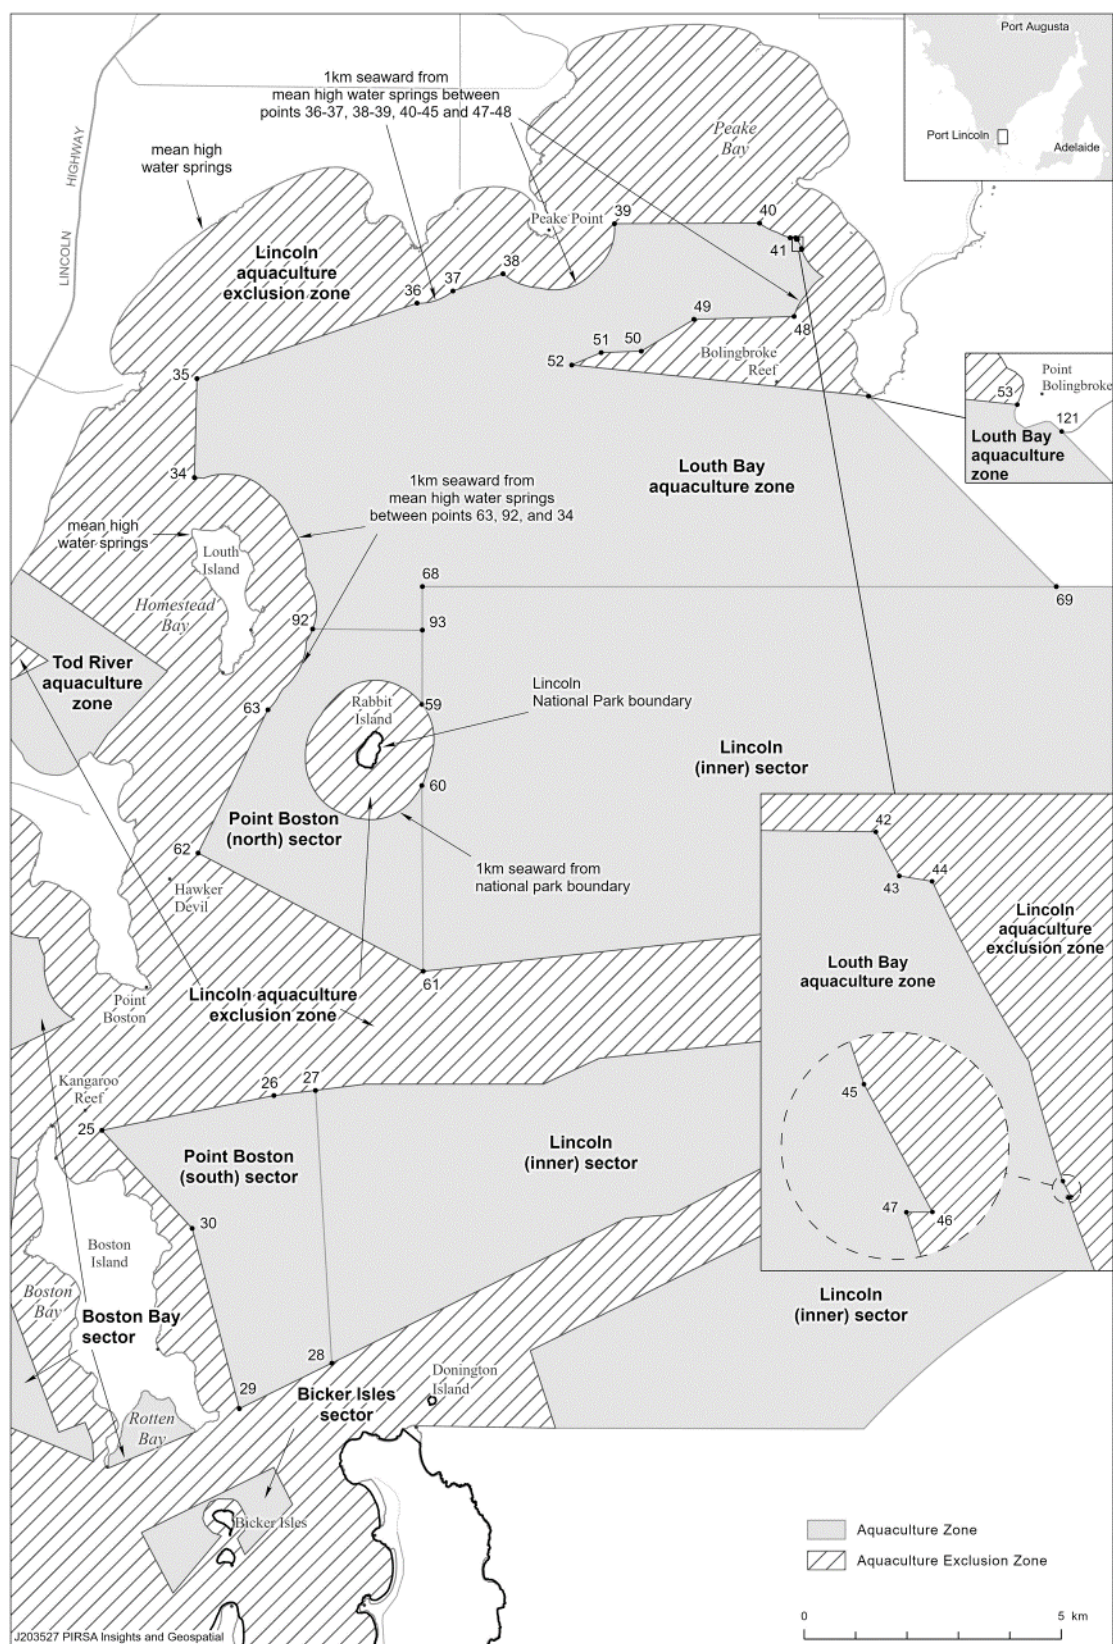 Port Augusta
Port Lincoln
Adelaide
1km seaward from
mean high water springs between
points 36-37, 38-39, 40-45 and 47-48
LINCOLN HIGHWAY
mean high
water springs
Peake
Bay
Peake Point
39
40
41
Lincoln
aquaculture
exclusion zone
36
37
38
48
49
50
51
52
Bolingbroke
Reef
35
Point
Bolingbroke
53
121
Louth Bay
aquaculture
zone
34
Louth Bay
aquaculture zone
1km seaward from
mean high water springs
between points 63, 92, and 34
mean high
water springs
Louth
Island
68
69
Homestead
Bay
92
93
Tod River
aquaculture
zone
Lincoln
National Park boundary
Rabbit
Island
59
63
Lincoln
(inner) sector
60
Point Boston
(north) sector
62
1km seaward from
national park boundary
Hawker
Devil
42
43
44
Lincoln
aquaculture
exclusion zone
Louth Bay
aquaculture zone
61
Lincoln aquaculture
exclusion zone
Point
Boston
45
47
46
Kangaroo
Reef
26
27
25
Point Boston
(south) sector
Lincoln
(inner) sector
30
Boston
Island
Boston
Bay
Boston Bay
sector
Lincoln
(inner) sector
28
29
Donington
Island
Bicker Isles
sector
Rotten
Bay
Bicker Isles
Aquaculture Zone
Aquaculture Exclusion Zone
0 5 km
J203527 PIRSA Insights and Geospatial